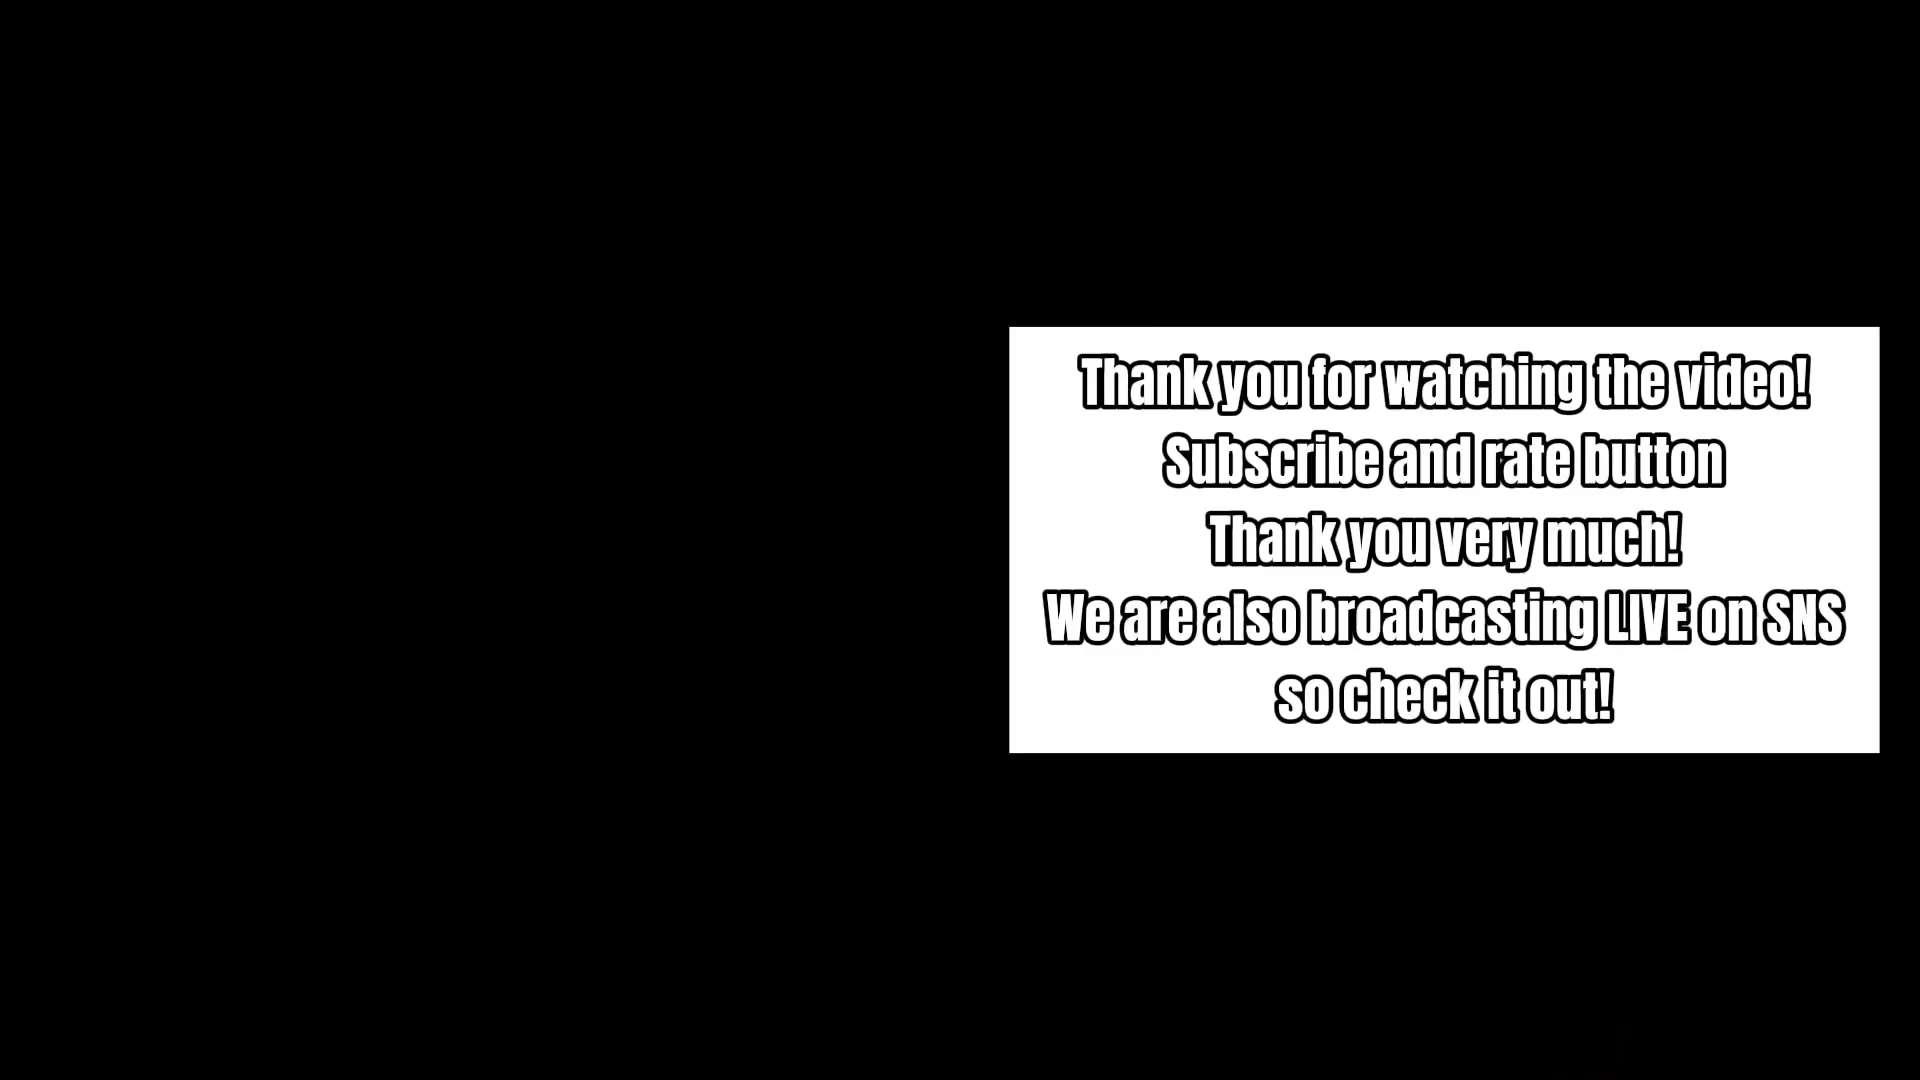 Thank you for watching the video!
Subscribe and rate button
Thank you very much!
We are also broadcasting LIVE on SNS
so check it out!